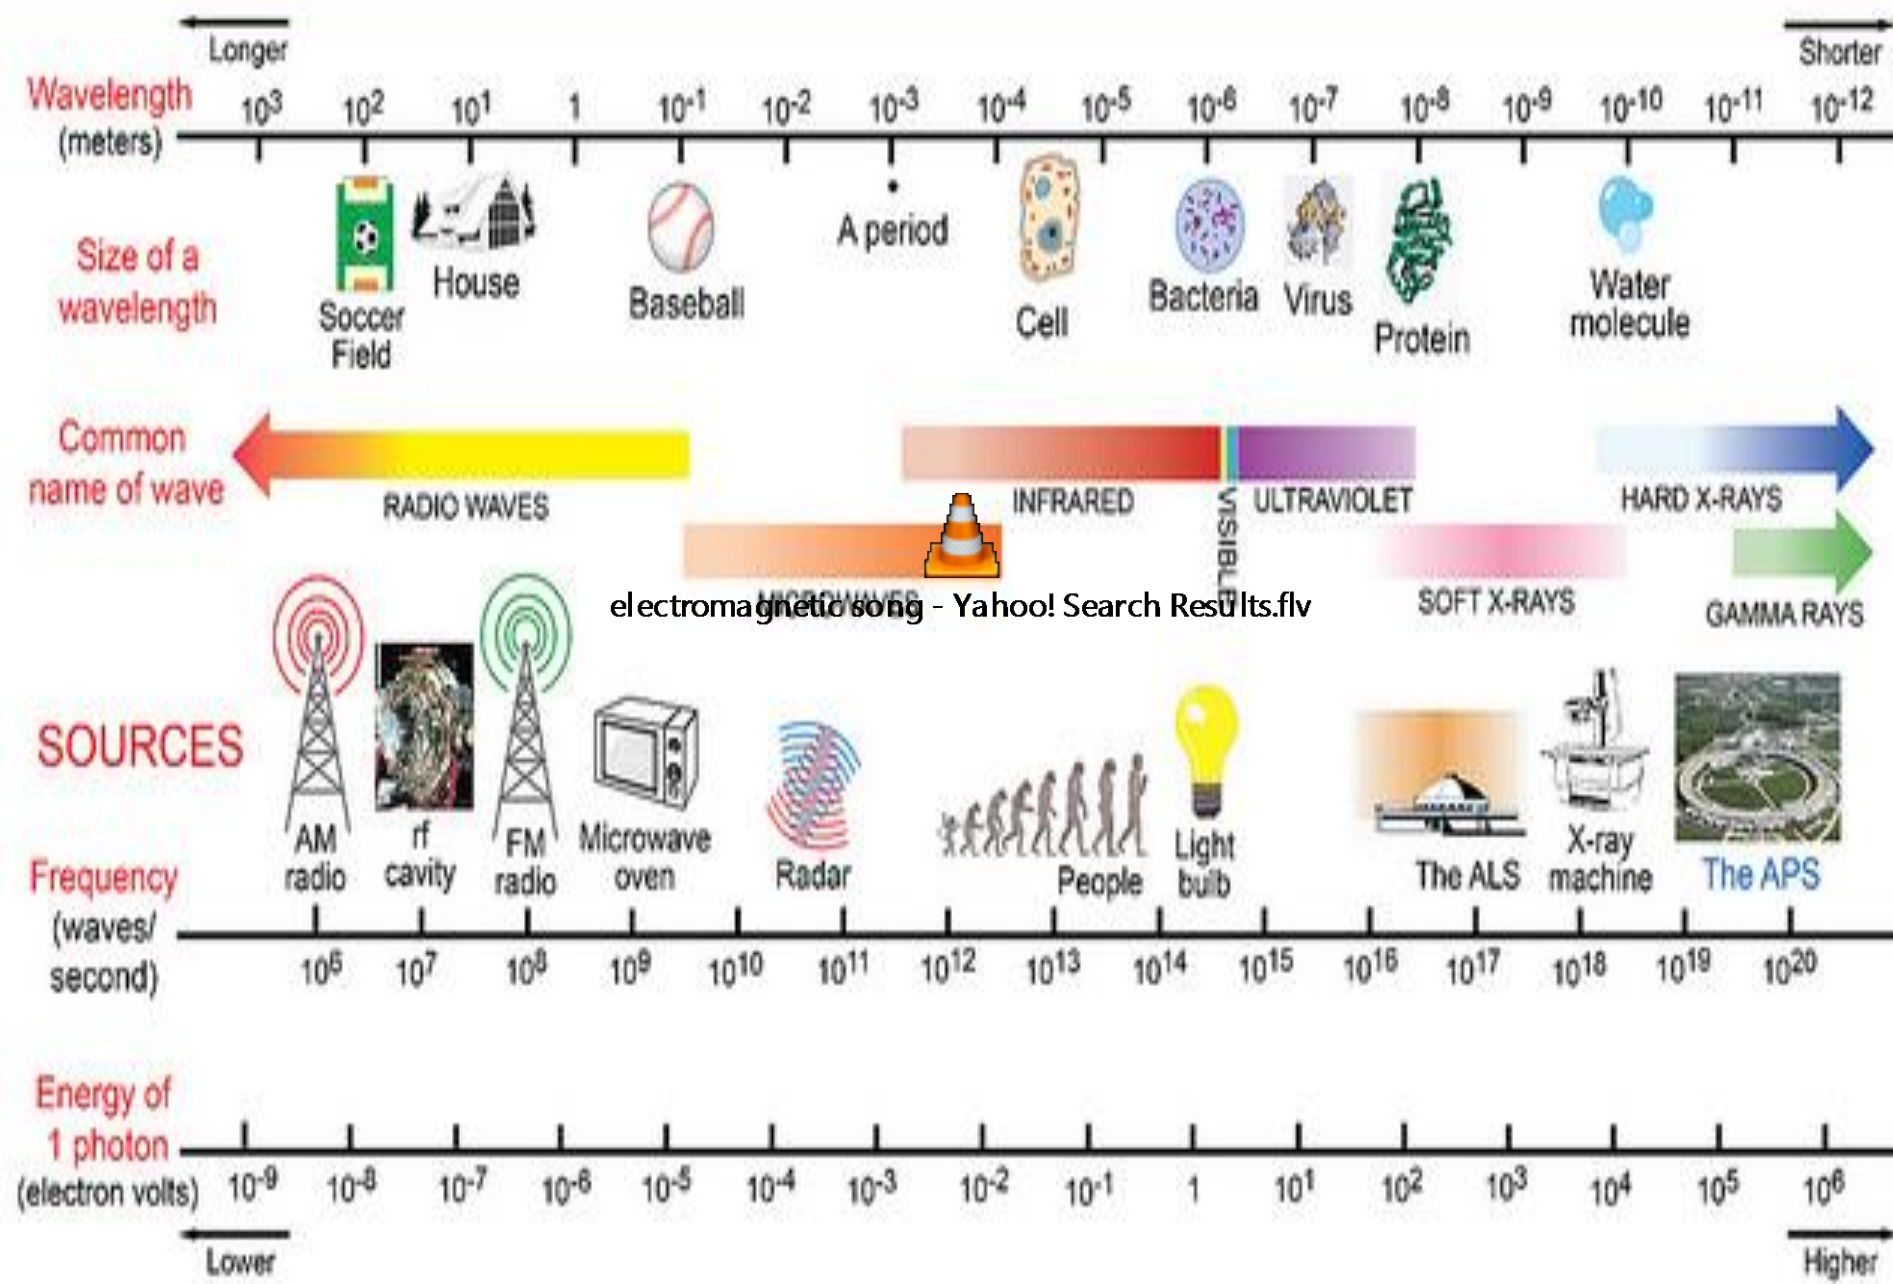 Longer
Shorter
Wavelength
(meters)
10³ 10² 10¹ 1 10⁻¹ 10⁻² 10⁻³ 10⁻⁴ 10⁻⁵ 10⁻⁶ 10⁻⁷ 10⁻⁸ 10⁻⁹ 10⁻¹⁰ 10⁻¹¹ 10⁻¹²
Size of a
wavelength
Soccer
Field
House
Baseball
A period
Cell
Bacteria
Virus
Protein
Water
molecule
Common
name of wave
RADIO WAVES
INFRARED
VISIBLE
ULTRAVIOLET
HARD X-RAYS
MICROWAVES
electromagnetic song - Yahoo! Search Results.flv
SOFT X-RAYS
GAMMA RAYS
SOURCES
AM
radio
rf
cavity
FM
radio
Microwave
oven
Radar
People
Light
bulb
The ALS
X-ray
machine
The APS
Frequency
(waves/
second)
10⁶ 10⁷ 10⁸ 10⁹ 10¹⁰ 10¹¹ 10¹² 10¹³ 10¹⁴ 10¹⁵ 10¹⁶ 10¹⁷ 10¹⁸ 10¹⁹ 10²⁰
Energy of
1 photon
(electron volts)
10⁻⁹ 10⁻⁸ 10⁻⁷ 10⁻⁶ 10⁻⁵ 10⁻⁴ 10⁻³ 10⁻² 10⁻¹ 1 10¹ 10² 10³ 10⁴ 10⁵ 10⁶
Lower
Higher